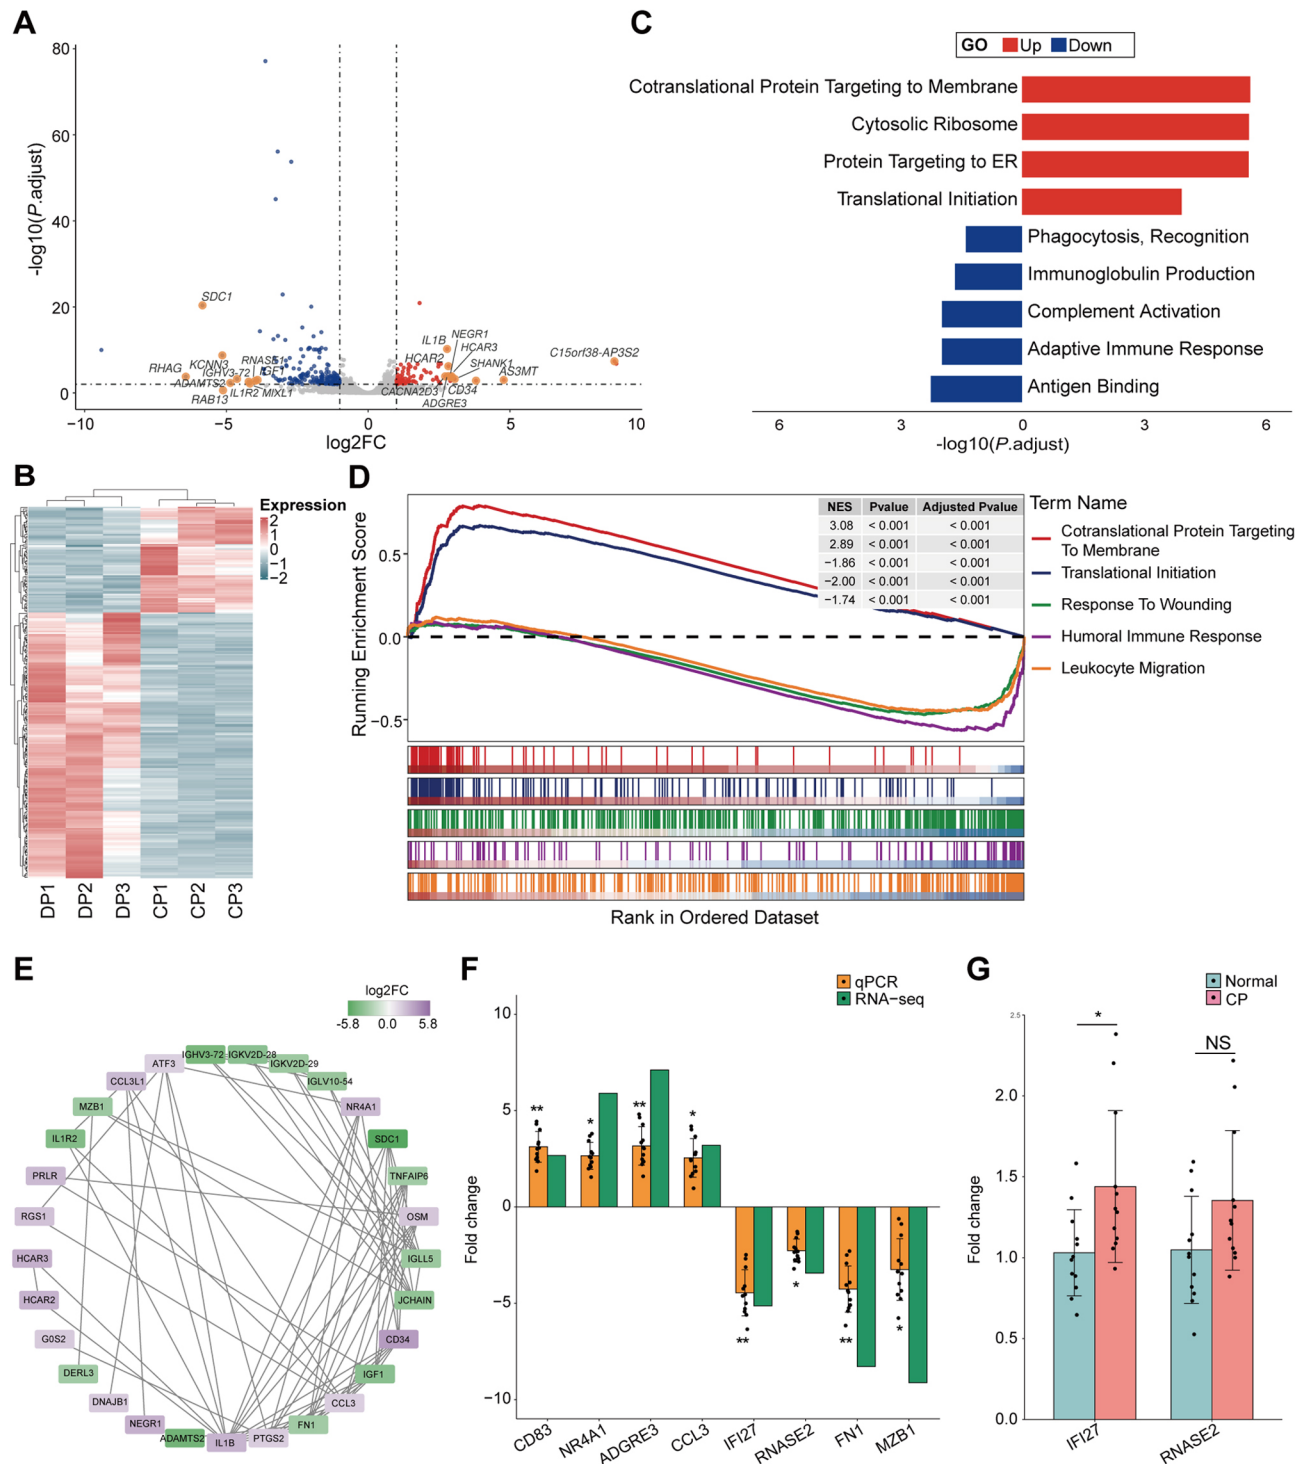 A
80
60
40
20
0
-log10(P.adjust)
−10
−5
0
5
10
log2FC
SDC1
RHAG
KCNN3
RNASE1
IGHV3-72
IGF1
ADAMTS2
RAB13
IL1R2
MIXL1
IL1B
NEGR1
HCAR3
HCAR2
SHANK1
AS3MT
C15orf38-AP3S2
CACNA2D3
CD34
ADGRE3
C
GO Up Down
Cotranslational Protein Targeting to Membrane
Cytosolic Ribosome
Protein Targeting to ER
Translational Initiation
Phagocytosis, Recognition
Immunoglobulin Production
Complement Activation
Adaptive Immune Response
Antigen Binding
6 3 0 3 6
-log10(P.adjust)
B
Expression
2
1
0
−1
−2
DP1 DP2 DP3 CP1 CP2 CP3
D
Running Enrichment Score
0.5
0.0
−0.5
NES Pvalue Adjusted Pvalue
3.08 < 0.001 < 0.001
2.89 < 0.001 < 0.001
−1.86 < 0.001 < 0.001
−2.00 < 0.001 < 0.001
−1.74 < 0.001 < 0.001
Term Name
Cotranslational Protein Targeting
To Membrane
Translational Initiation
Response To Wounding
Humoral Immune Response
Leukocyte Migration
Rank in Ordered Dataset
E
log2FC
-5.8 0.0 5.8
ATF3
IGHV3-72
IGKV2D-28
IGKV2D-29
IGLV10-54
CCL3L1
NR4A1
MZB1
SDC1
IL1R2
TNFAIP6
PRLR
OSM
RGS1
IGLL5
HCAR3
JCHAIN
HCAR2
CD34
G0S2
IGF1
DERL3
CCL3
DNAJB1
FN1
NEGR1
PTGS2
ADAMTS2
IL1B
F
qPCR
RNA−seq
Fold change
10
5
0
−5
−10
** * ** *
** * ** *
CD83 NR4A1 ADGRE3 CCL3 IFI27 RNASE2 FN1 MZB1
G
Normal
CP
Fold change
2.5
2.0
1.5
1.0
0.5
0.0
*
NS
IFI27 RNASE2